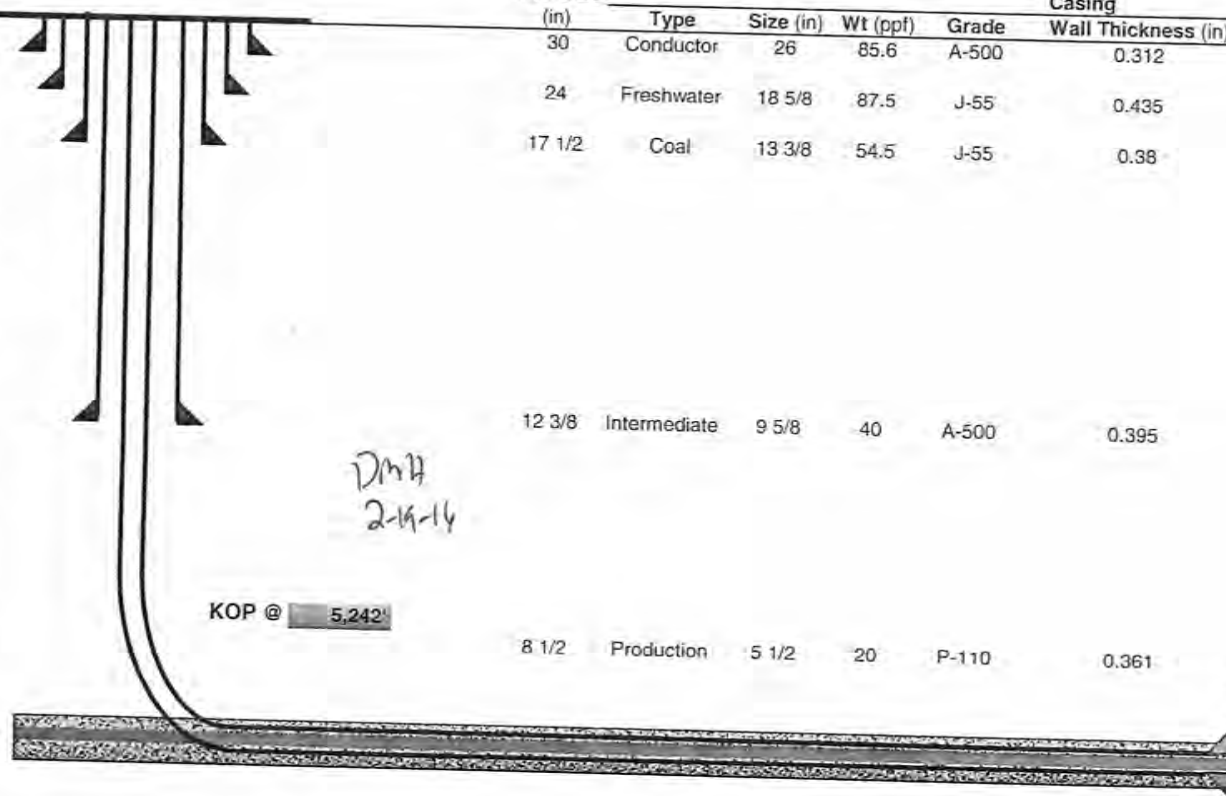 Casing
(in) Type Size (in) Wt (ppf) Grade Wall Thickness (in)
30 Conductor 26 85.6 A-500 0.312
24 Freshwater 18 5/8 87.5 J-55 0.435
17 1/2 Coal 13 3/8 54.5 J-55 0.38
12 3/8 Intermediate 9 5/8 40 A-500 0.395
DMH
KOP @ 5,242'
8 1/2 Production 5 1/2 20 P-110 0.361